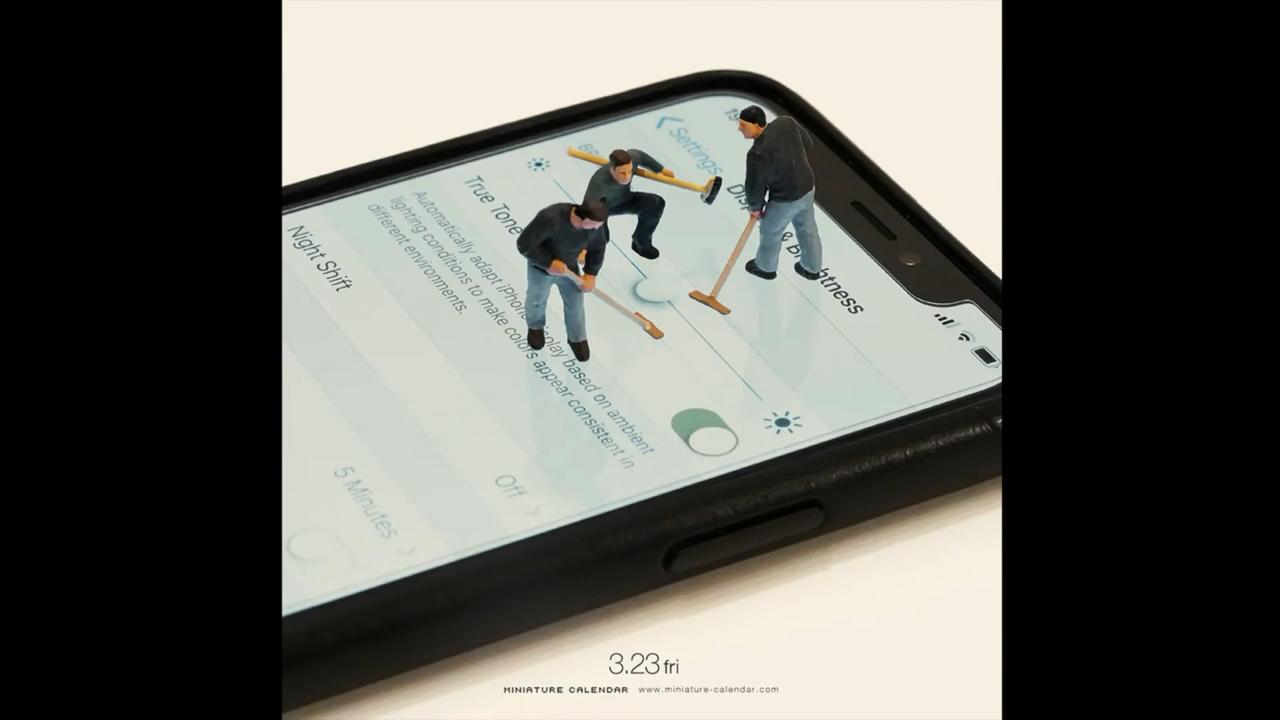 Settings
Display & Brightness
True Tone
Automatically adapt iPhone display based on ambient
lighting conditions to make colors appear consistent in
different environments.
Night Shift
Off
5 Minutes
3.23 fri
MINIATURE CALENDAR www.miniature-calendar.com